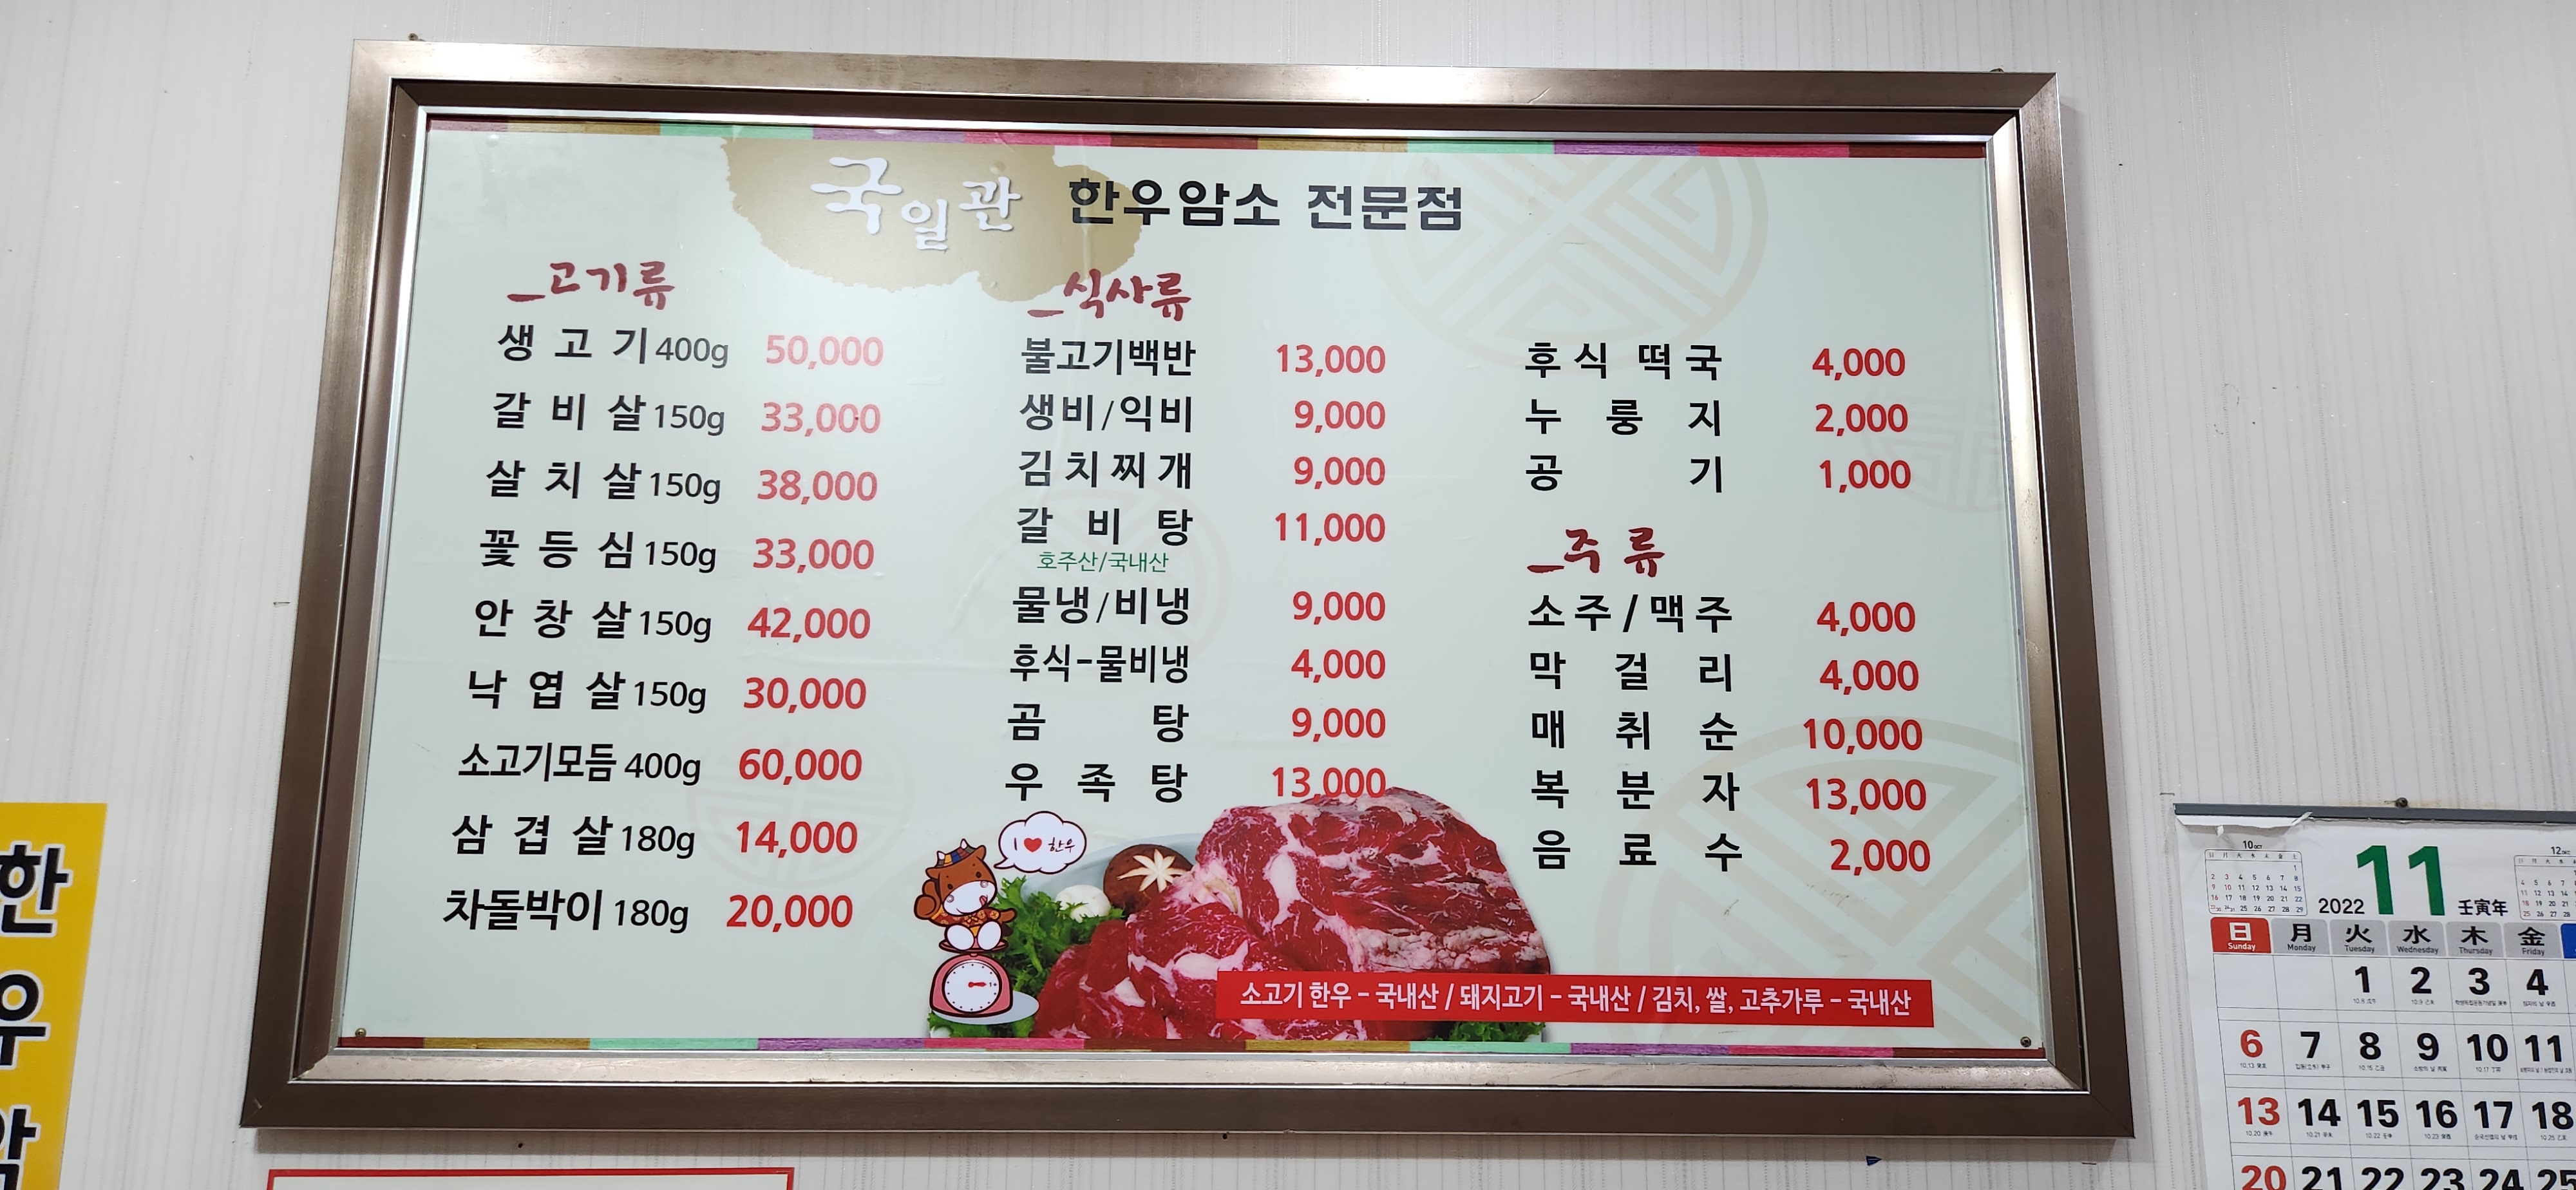 국일관 한우암소 전문점
고기류
생고기 400g 50,000
갈비살 150g 33,000
살치살 150g 38,000
꽃등심 150g 33,000
안창살 150g 42,000
낙엽살 150g 30,000
소고기모듬 400g 60,000
삼겹살 180g 14,000
차돌박이 180g 20,000
식사류
불고기백반 13,000
생비/익비 9,000
김치찌개 9,000
갈비탕 11,000
호주산/국내산
물냉/비냉 9,000
후식-물비냉 4,000
곰탕 9,000
우족탕 13,000
후식 떡국 4,000
누룽지 2,000
공기 1,000
주류
소주/맥주 4,000
막걸리 4,000
매취순 10,000
복분자 13,000
음료수 2,000
I ♥ 한우
소고기 한우 - 국내산 / 돼지고기 - 국내산 / 김치, 쌀, 고추가루 - 국내산
한
우
암
10 OCT
2022 11 壬寅年
12
日 月 火 水 木 金
Sunday Monday Tuesday Wednesday Thursday Friday
1 2 3 4
6 7 8 9 10 11
13 14 15 16 17 18
20 21 22 23 24 25